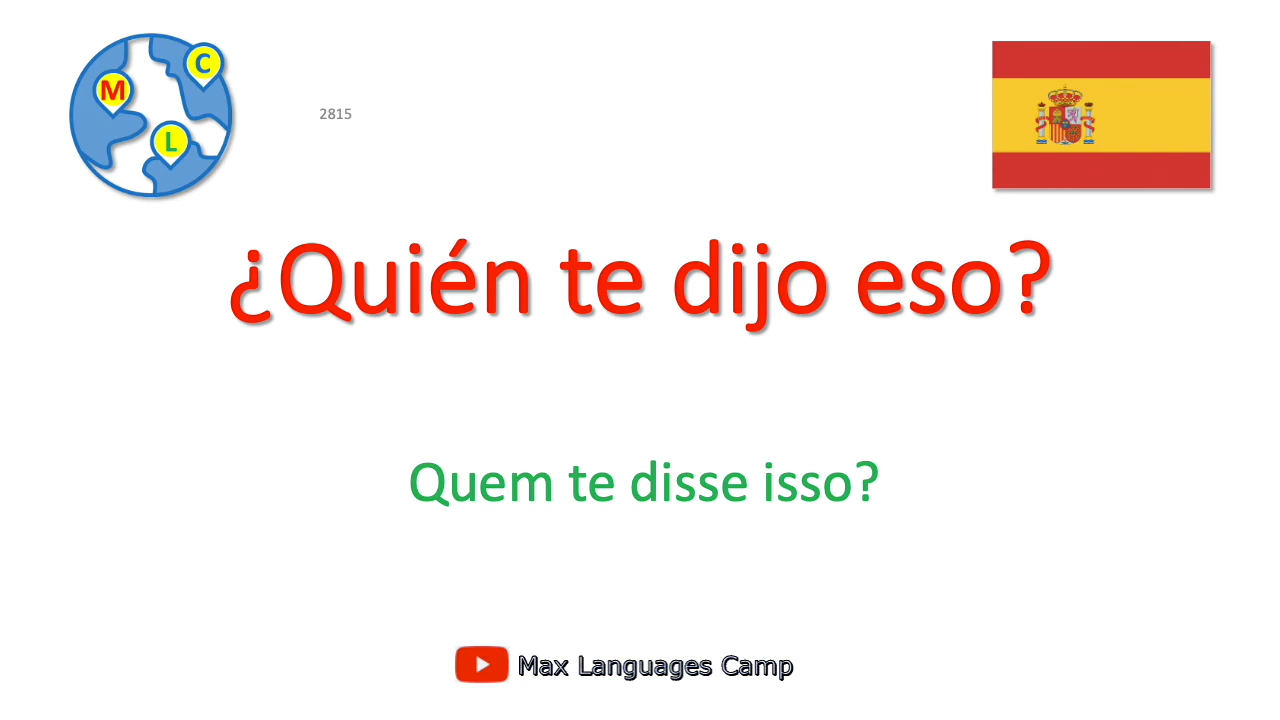 M
C
L
2815
¿Quién te dijo eso?
Quem te disse isso?
Max Languages Camp